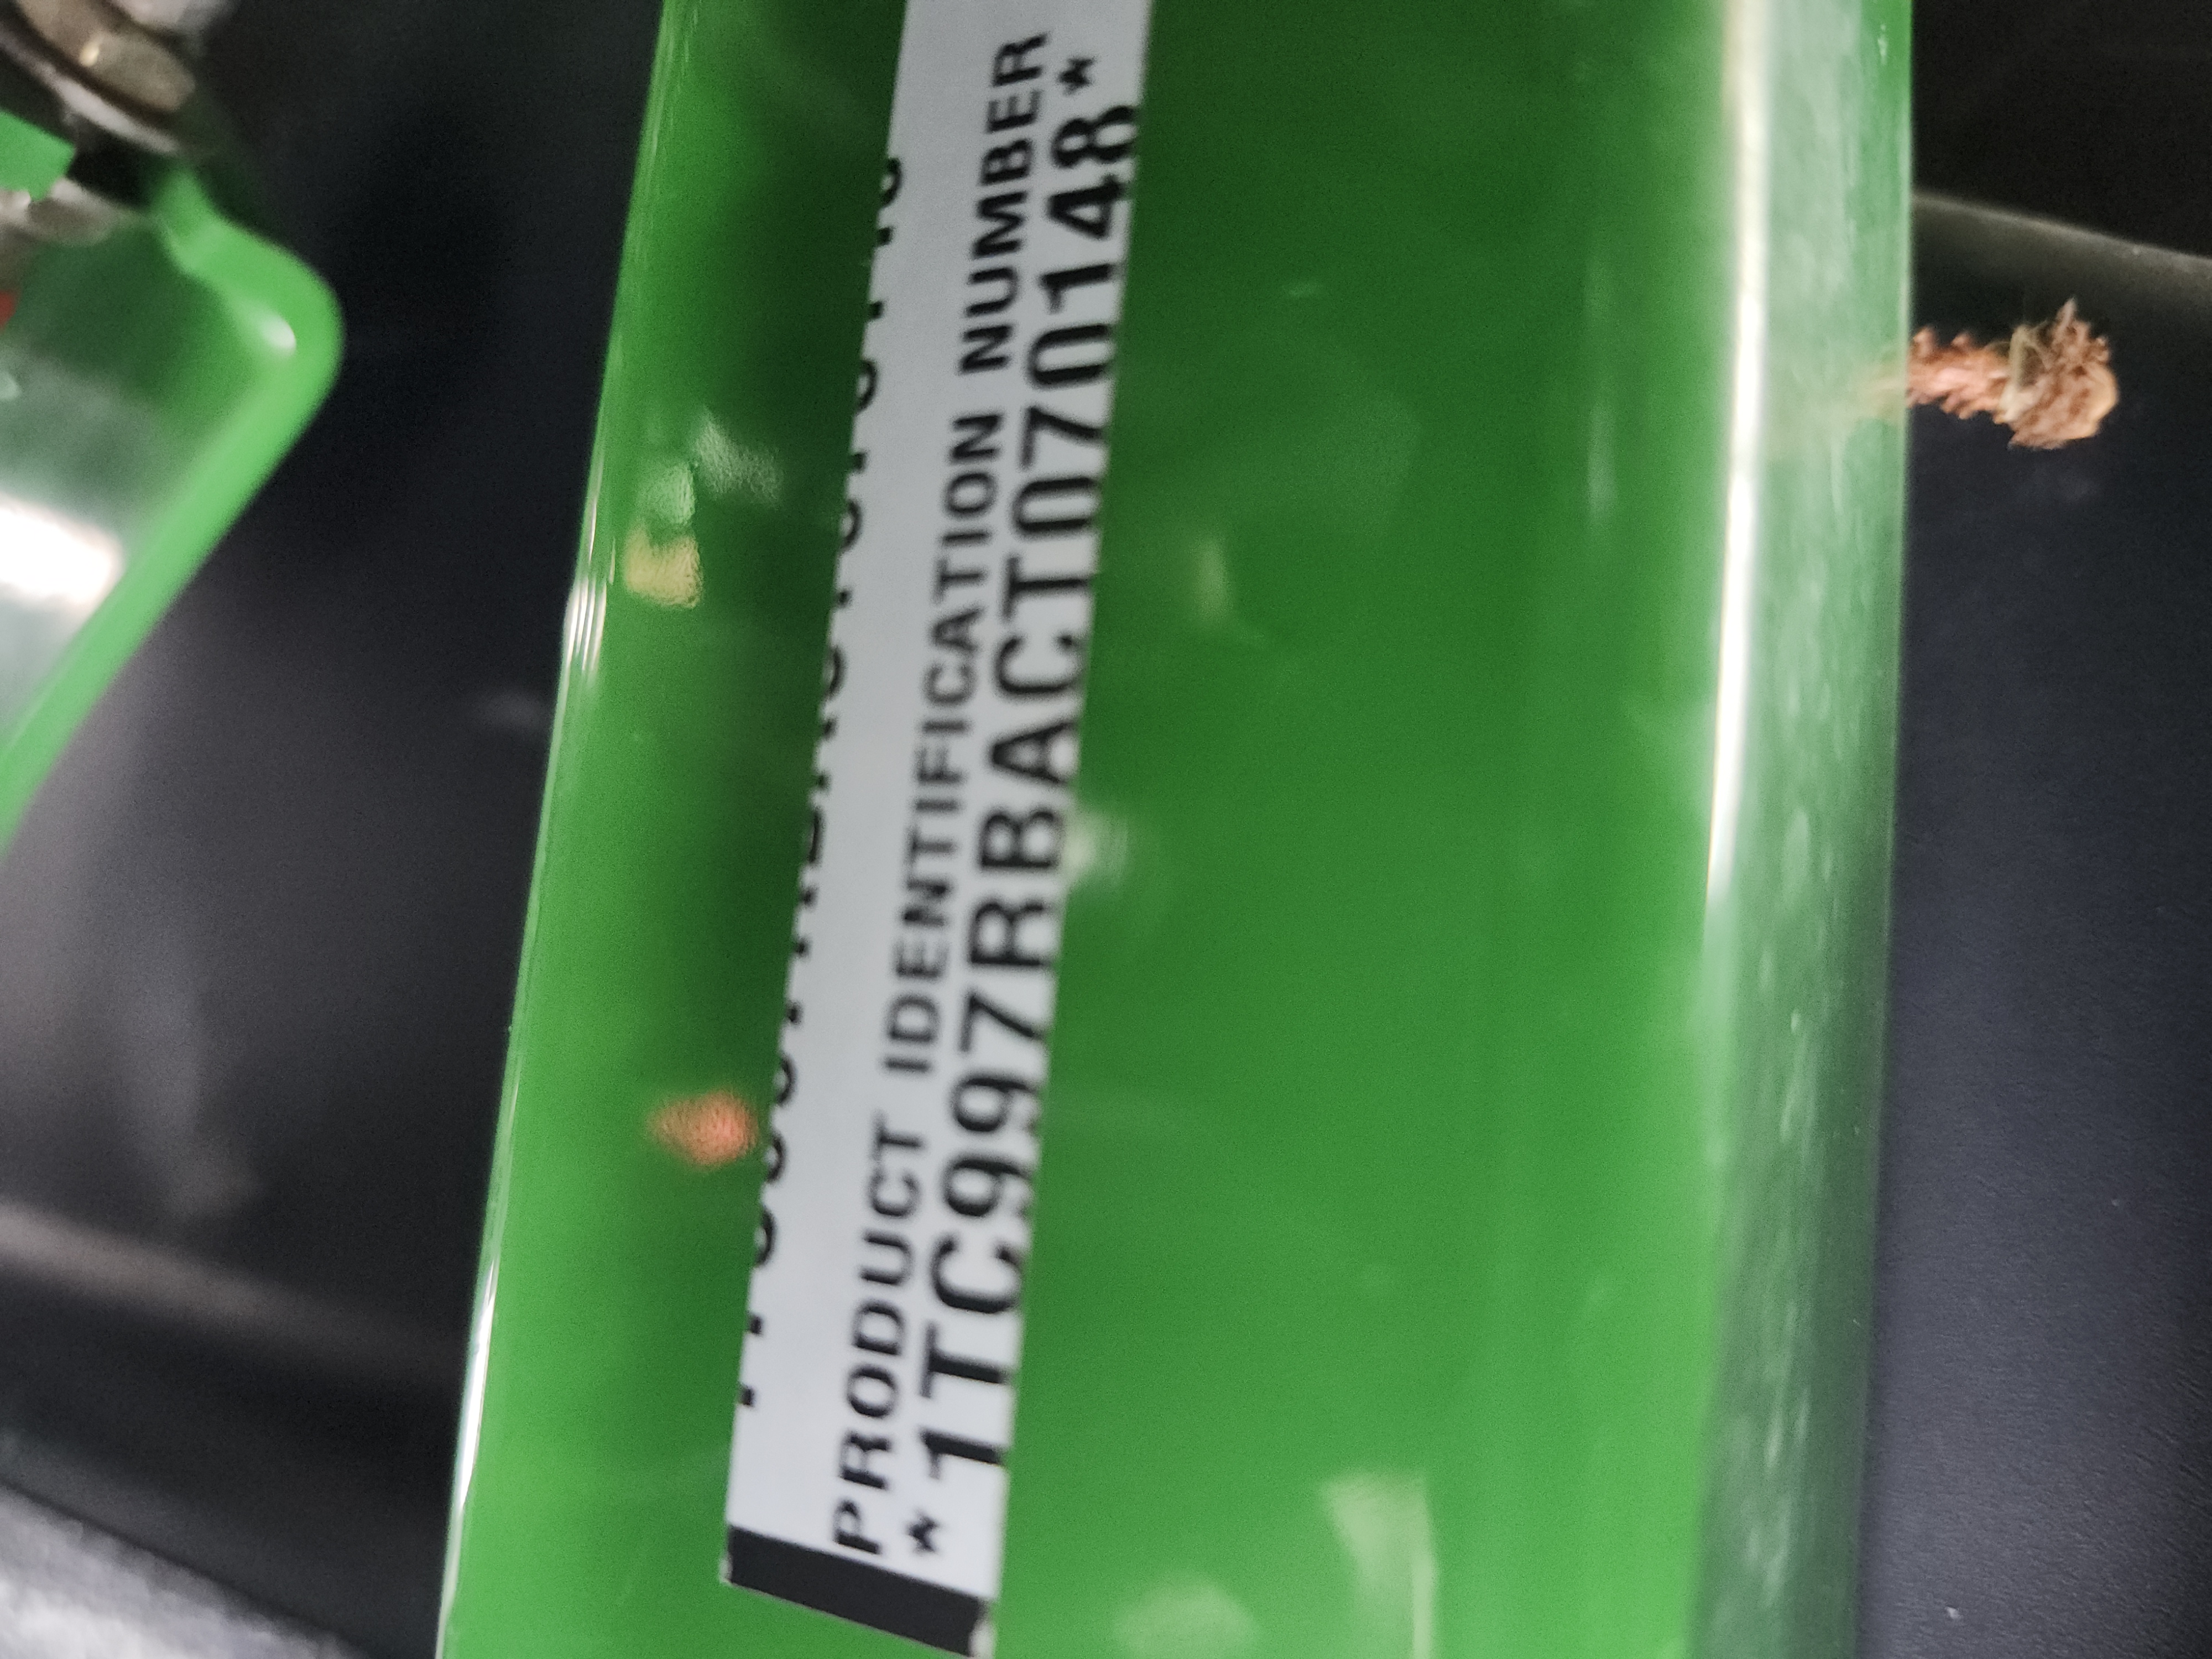 PRODUCT IDENTIFICATION NUMBER
*1TC997RBACT070148*